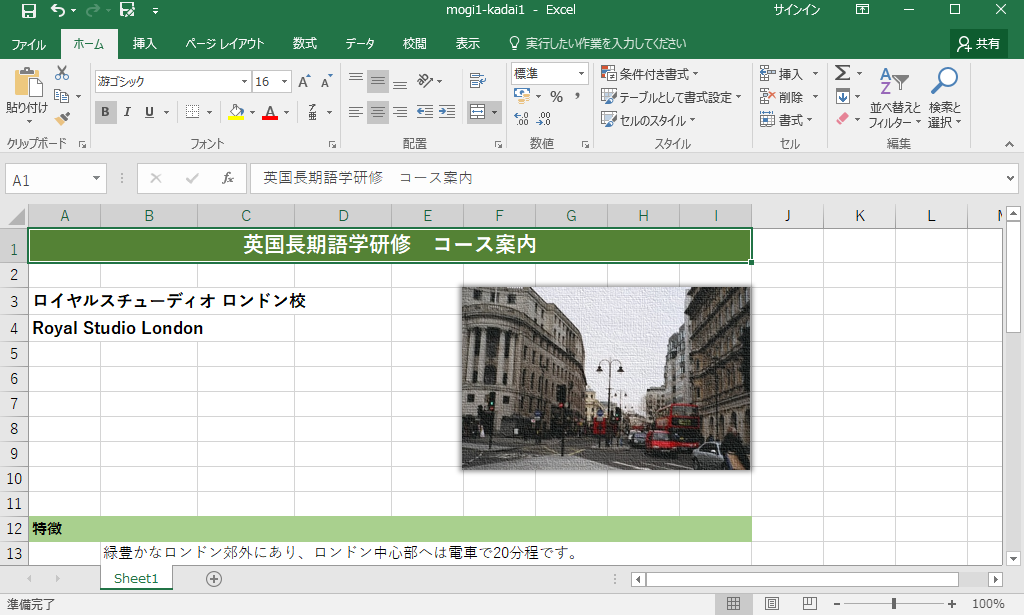 mogi1-kadai1 - Excel
サインイン
ファイル ホーム 挿入 ページ レイアウト 数式 データ 校閲 表示 実行したい作業を入力してください 共有
貼り付け
クリップボード
游ゴシック 16
B I U
フォント
配置
標準
数値
条件付き書式
テーブルとして書式設定
セルのスタイル
スタイル
挿入
削除
書式
セル
並べ替えと
フィルター
検索と
選択
編集
A1 fx 英国長期語学研修 コース案内
A B C D E F G H I J K L
1 英国長期語学研修 コース案内
2
3 ロイヤルスチューディオ ロンドン校
4 Royal Studio London
5
6
7
8
9
10
11
12 特徴
13 緑豊かなロンドン郊外にあり、ロンドン中心部へは電車で20分程です。
Sheet1
準備完了
100%